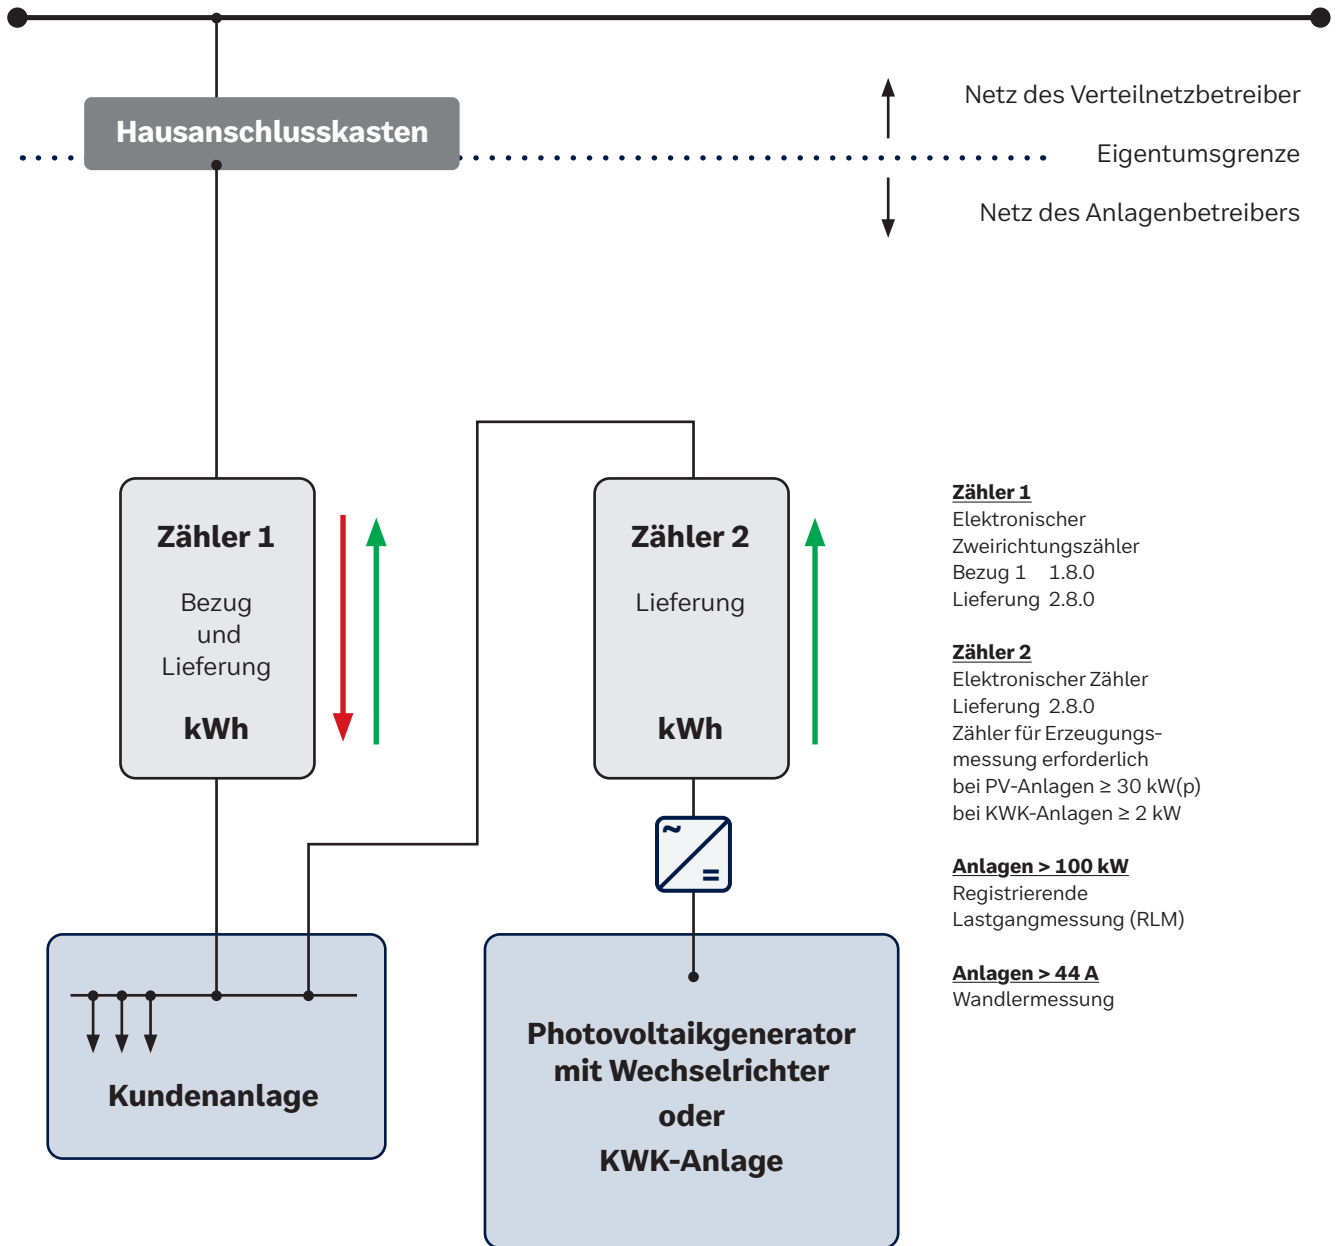 Hausanschlusskasten
Netz des Verteilnetzbetreiber
Eigentumsgrenze
Netz des Anlagenbetreibers
Zähler 1
Bezug
und
Lieferung
kWh
Zähler 2
Lieferung
kWh
~
=
Zähler 1
Elektronischer
Zweirichtungszähler
Bezug 1 1.8.0
Lieferung 2.8.0
Zähler 2
Elektronischer Zähler
Lieferung 2.8.0
Zähler für Erzeugungs-
messung erforderlich
bei PV-Anlagen ≥ 30 kW(p)
bei KWK-Anlagen ≥ 2 kW
Anlagen > 100 kW
Registrierende
Lastgangmessung (RLM)
Anlagen > 44 A
Wandlermessung
Kundenanlage
Photovoltaikgenerator
mit Wechselrichter
oder
KWK-Anlage